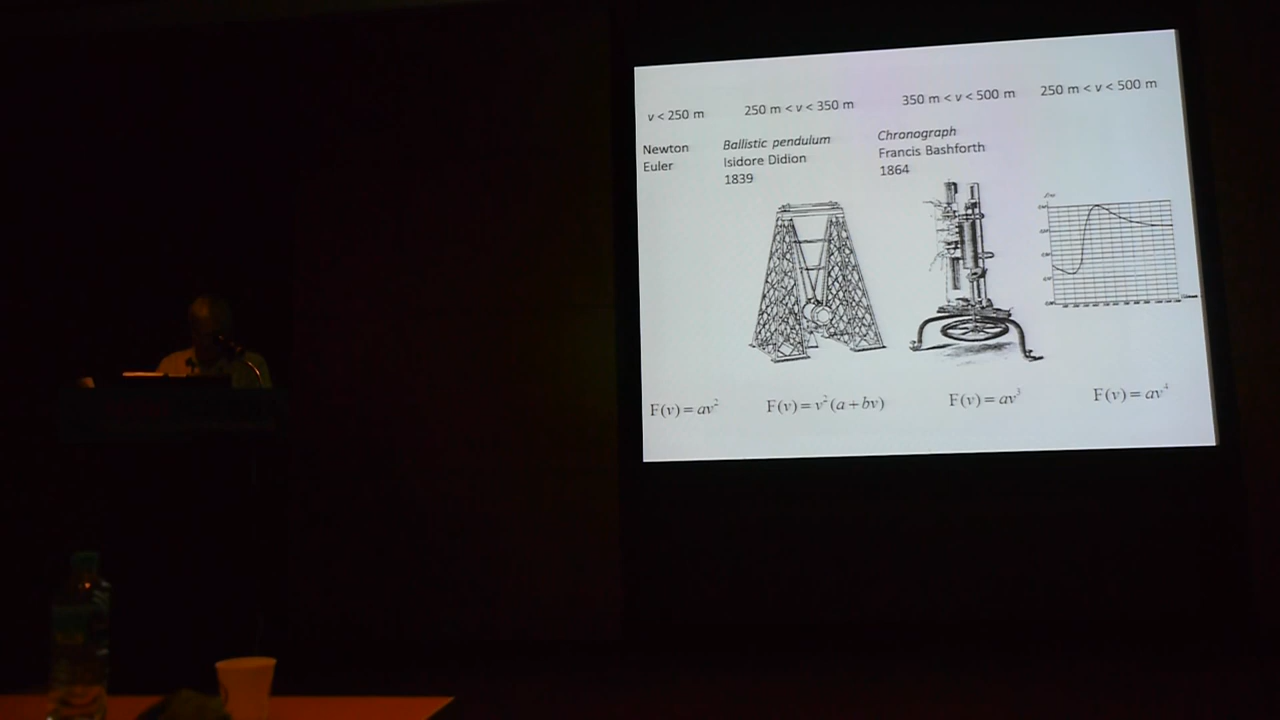 v < 250 m
250 m < v < 350 m
350 m < v < 500 m
250 m < v < 500 m
Newton
Euler
Ballistic pendulum
Isidore Didion
1839
Chronograph
Francis Bashforth
1864
F(v) = av²
F(v) = v²(a + bv)
F(v) = av³
F(v) = av⁴